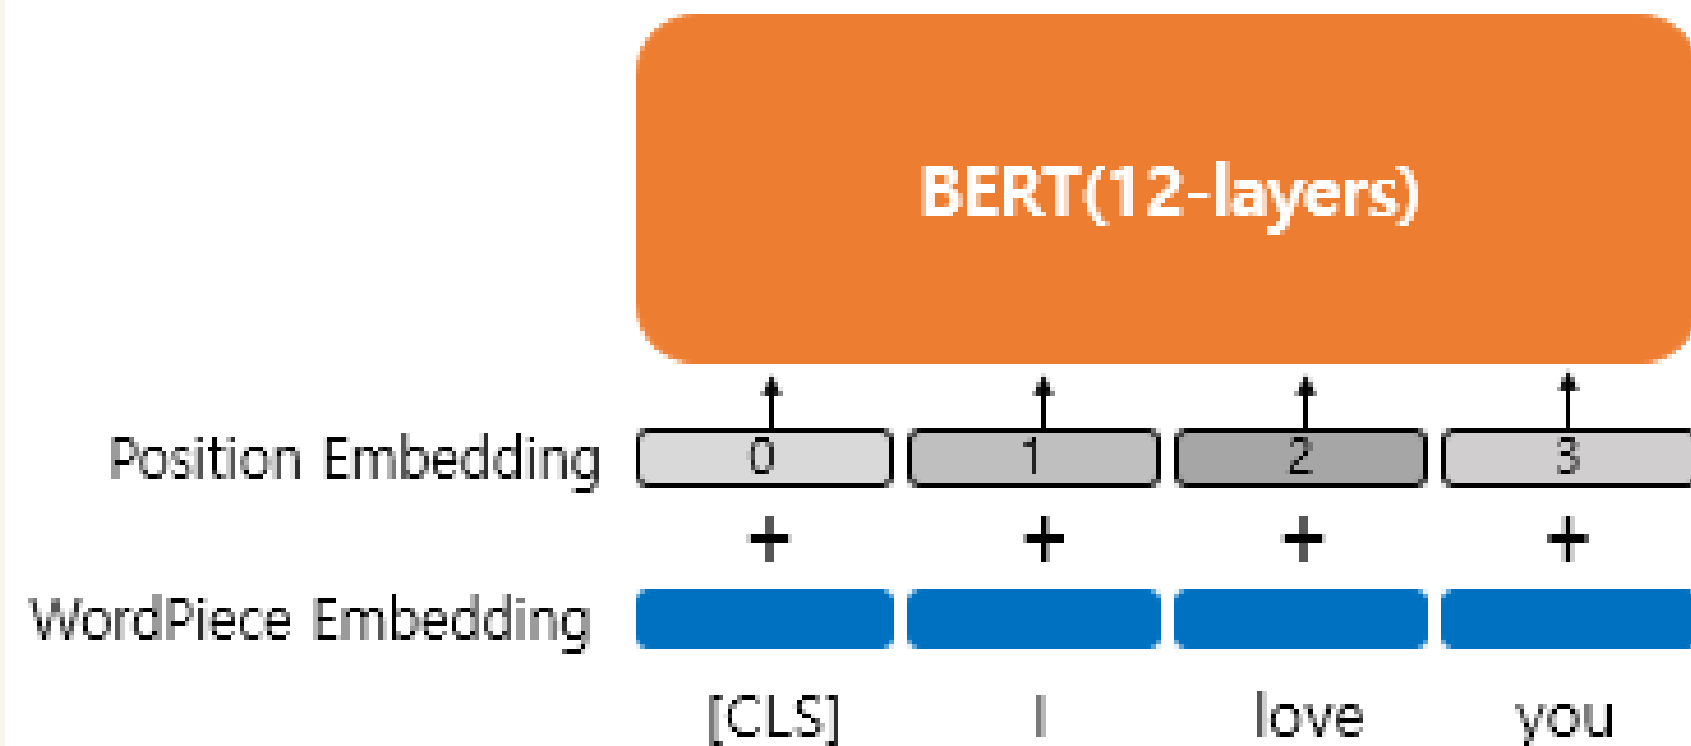 BERT(12-layers)
Position Embedding 0 1 2 3
+ + + +
WordPiece Embedding
[CLS] I love you